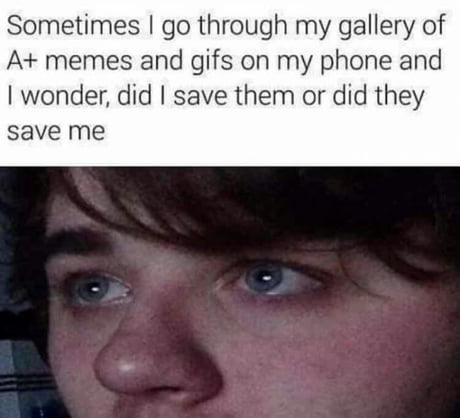 Sometimes I go through my gallery of
A+ memes and gifs on my phone and
I wonder, did I save them or did they
save me